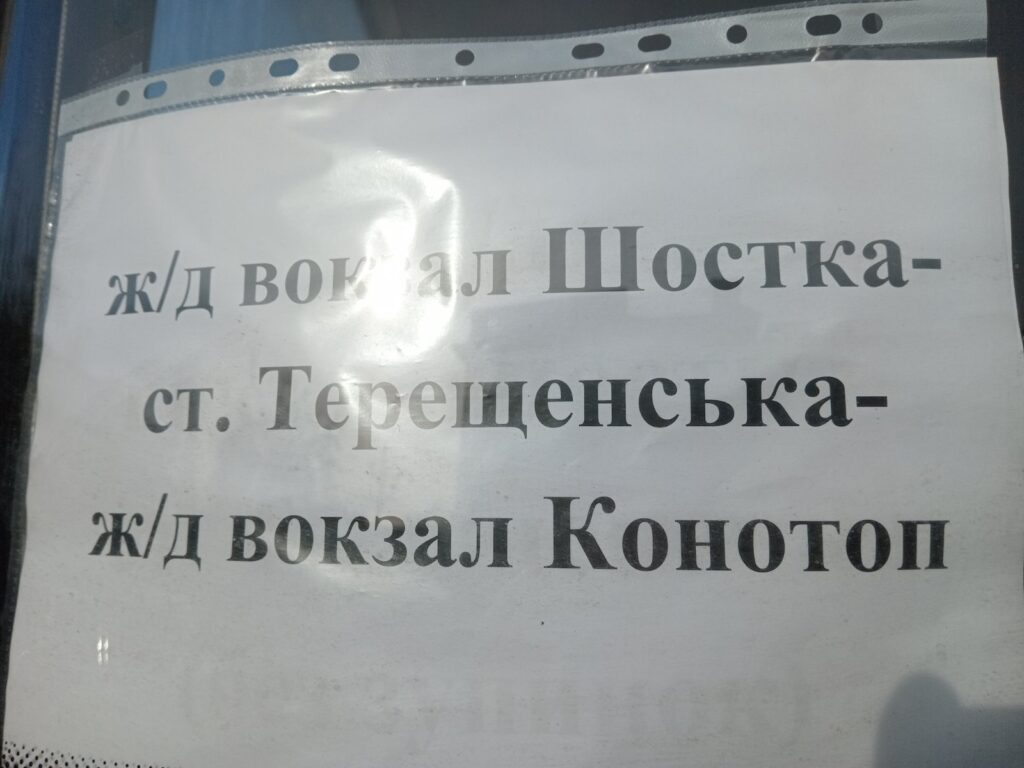 ж/д вокзал Шостка-
ст. Терещенська-
ж/д вокзал Конотоп